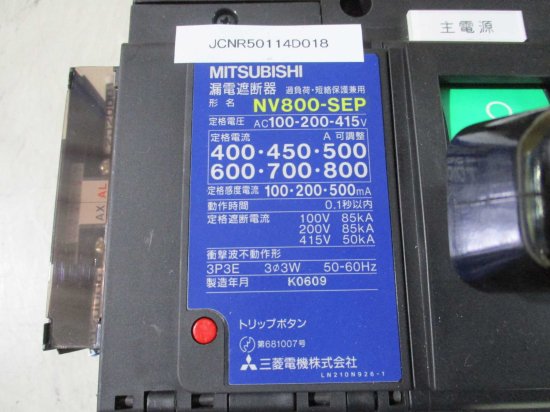 JCNR50114D018
主電源
MITSUBISHI
漏電遮断器 過負荷・短絡保護兼用
形名 NV800-SEP
定格電圧 AC100-200-415V
定格電流 A 可調整
400・450・500
600・700・800
定格感度電流 100・200・500mA
動作時間 0.1秒以内
定格遮断電流 100V 85kA
200V 85kA
415V 50kA
衝撃波不動作形
3P3E 3ø3W 50-60Hz
製造年月 K0609
トリップボタン
第681007号
三菱電機株式会社
LN210N926-1
AX AL